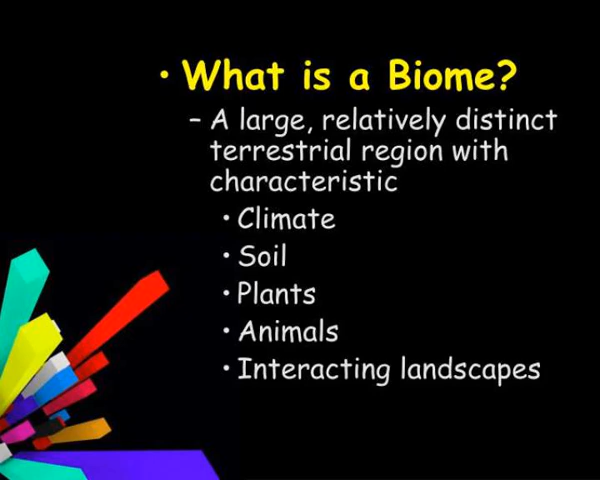 • What is a Biome?
– A large, relatively distinct
terrestrial region with
characteristic
• Climate
• Soil
• Plants
• Animals
• Interacting landscapes